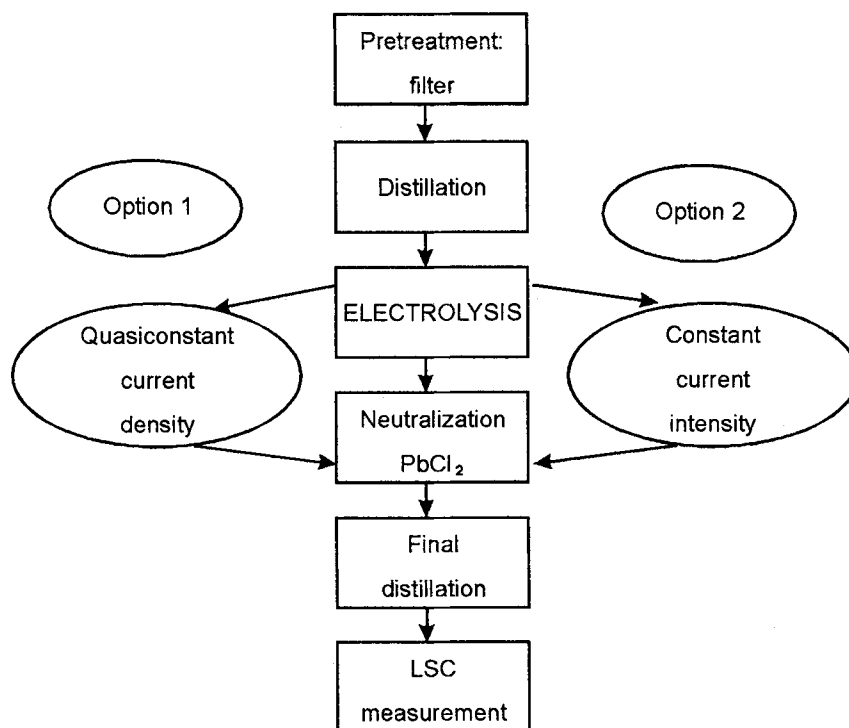 Pretreatment:
filter
Distillation
Option 1
Option 2
ELECTROLYSIS
Quasiconstant
current
density
Constant
current
intensity
Neutralization
PbCl₂
Final
distillation
LSC
measurement